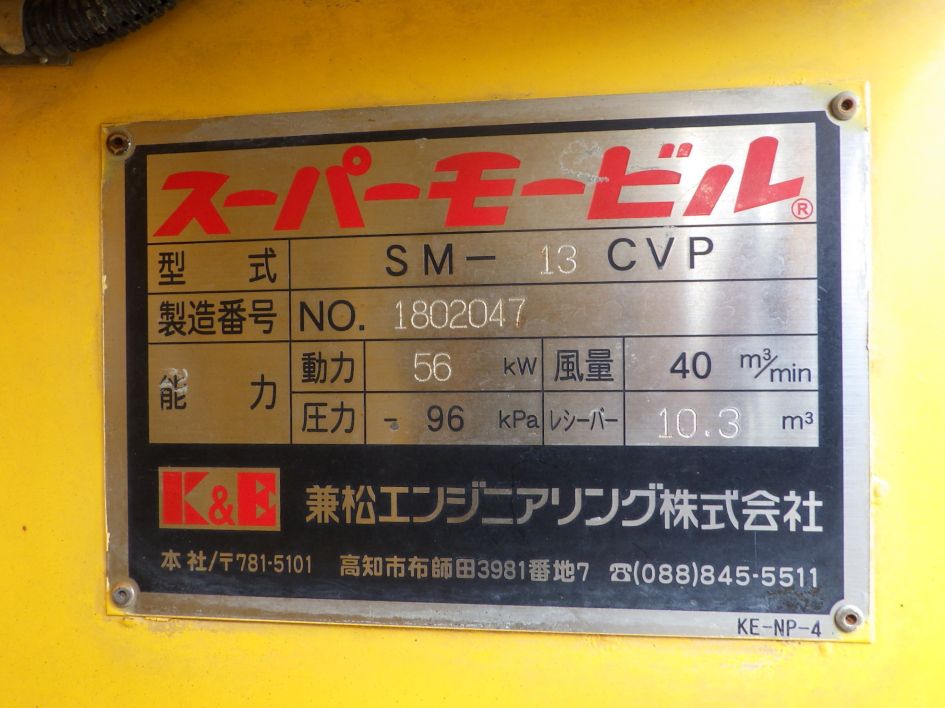 スーパーモービル®
型式 SM－13 CVP
製造番号 NO. 1802047
能力 動力 56 kW 風量 40 m³/min
圧力 - 96 kPa レシーバー 10.3 m³
K&E 兼松エンジニアリング株式会社
本社/〒781-5101 高知市布師田3981番地7 ☎(088)845-5511
KE-NP-4